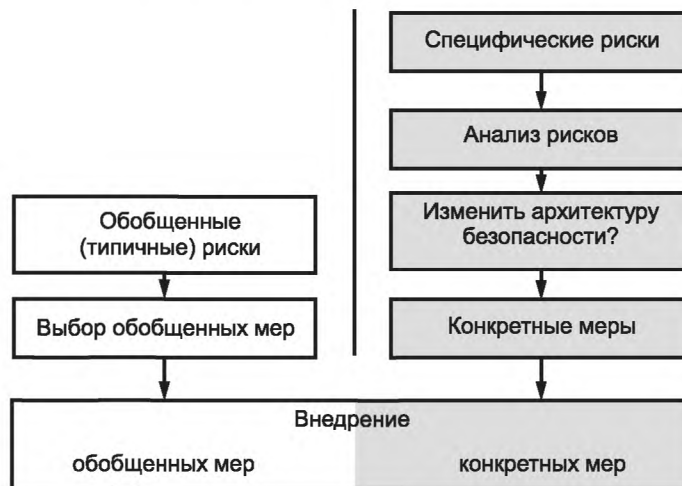 Специфические риски
Анализ рисков
Обобщенные
(типичные) риски
Изменить архитектуру
безопасности?
Выбор обобщенных мер
Конкретные меры
Внедрение
обобщенных мер
конкретных мер